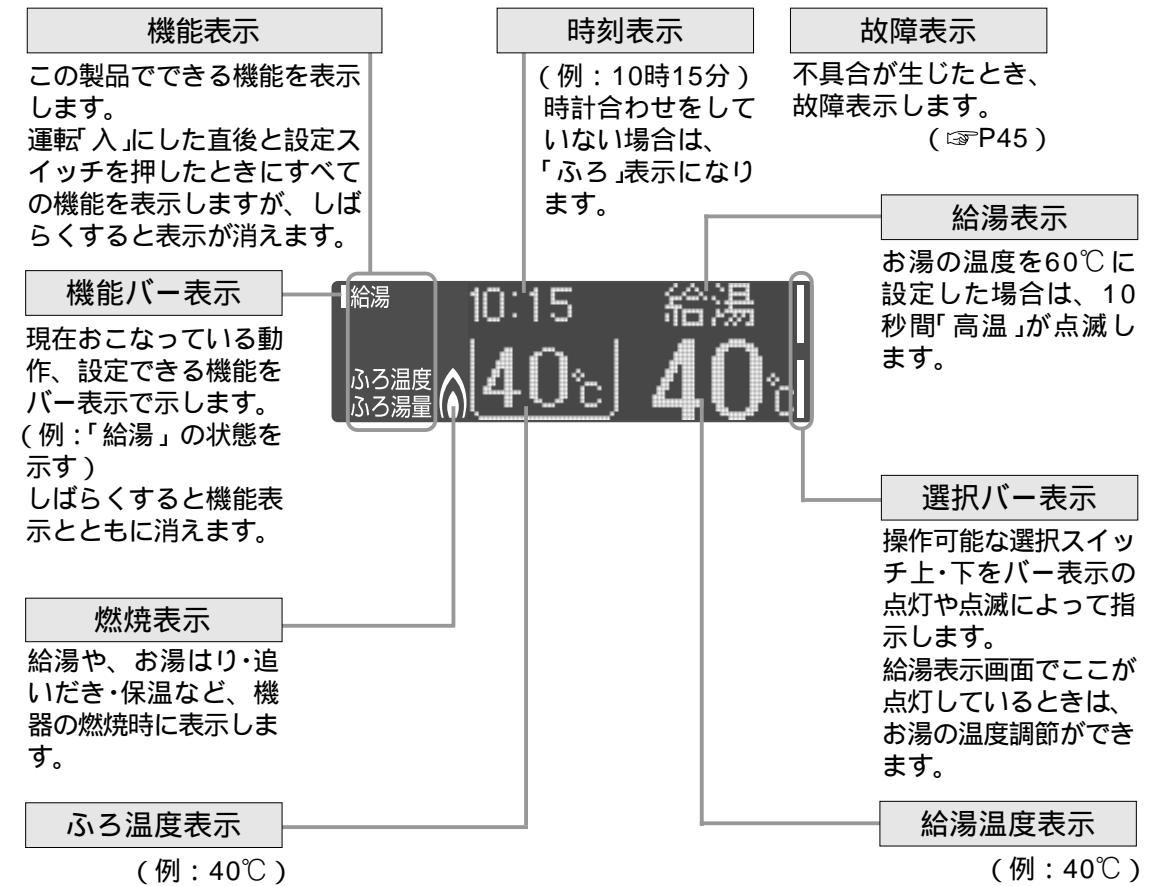 機能表示
この製品でできる機能を表示
します。
運転「入」にした直後と設定ス
イッチを押したときにすべて
の機能を表示しますが、しば
らくすると表示が消えます。
時刻表示
(例：10時15分)
時計合わせをして
いない場合は、
「ふろ」表示になり
ます。
故障表示
不具合が生じたとき、
故障表示します。
(☞P45)
給湯表示
お湯の温度を60℃に
設定した場合は、10
秒間「高温」が点滅し
ます。
機能バー表示
現在おこなっている動
作、設定できる機能を
バー表示で示します。
(例：「給湯」の状態を
示す)
しばらくすると機能表
示とともに消えます。
給湯
10:15
給湯
ふろ温度
ふろ湯量
40℃
40℃
選択バー表示
操作可能な選択スイッ
チ上・下をバー表示の
点灯や点滅によって指
示します。
給湯表示画面でここが
点灯しているときは、
お湯の温度調節ができ
ます。
燃焼表示
給湯や、お湯はり・追
いだき・保温など、機
器の燃焼時に表示しま
す。
ふろ温度表示
(例：40℃)
給湯温度表示
(例：40℃)